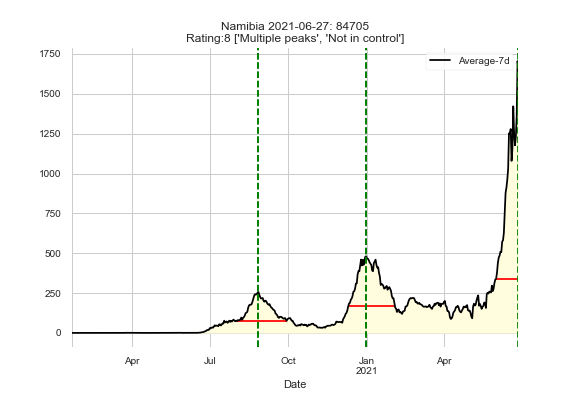 Namibia 2021-06-27: 84705
Rating:8 ['Multiple peaks', 'Not in control']
Average-7d
1750
1500
1250
1000
750
500
250
0
Apr
Jul
Oct
Jan
2021
Apr
Date